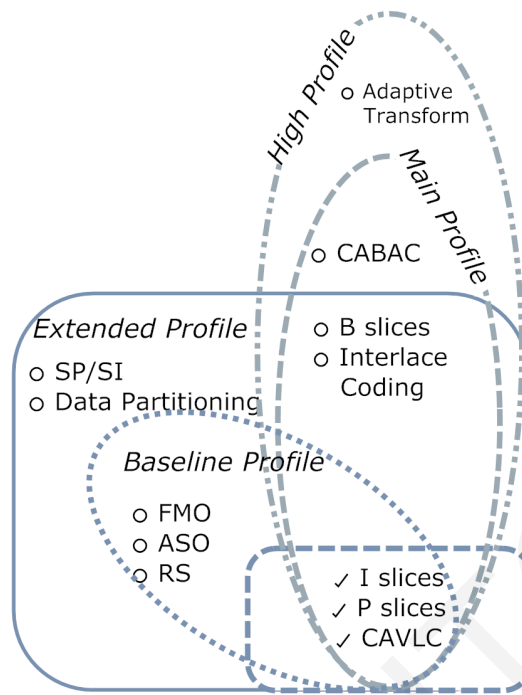 High Profile
Adaptive
Transform
Main Profile
CABAC
Extended Profile
SP/SI
Data Partitioning
B slices
Interlace
Coding
Baseline Profile
FMO
ASO
RS
✓ I slices
✓ P slices
✓ CAVLC